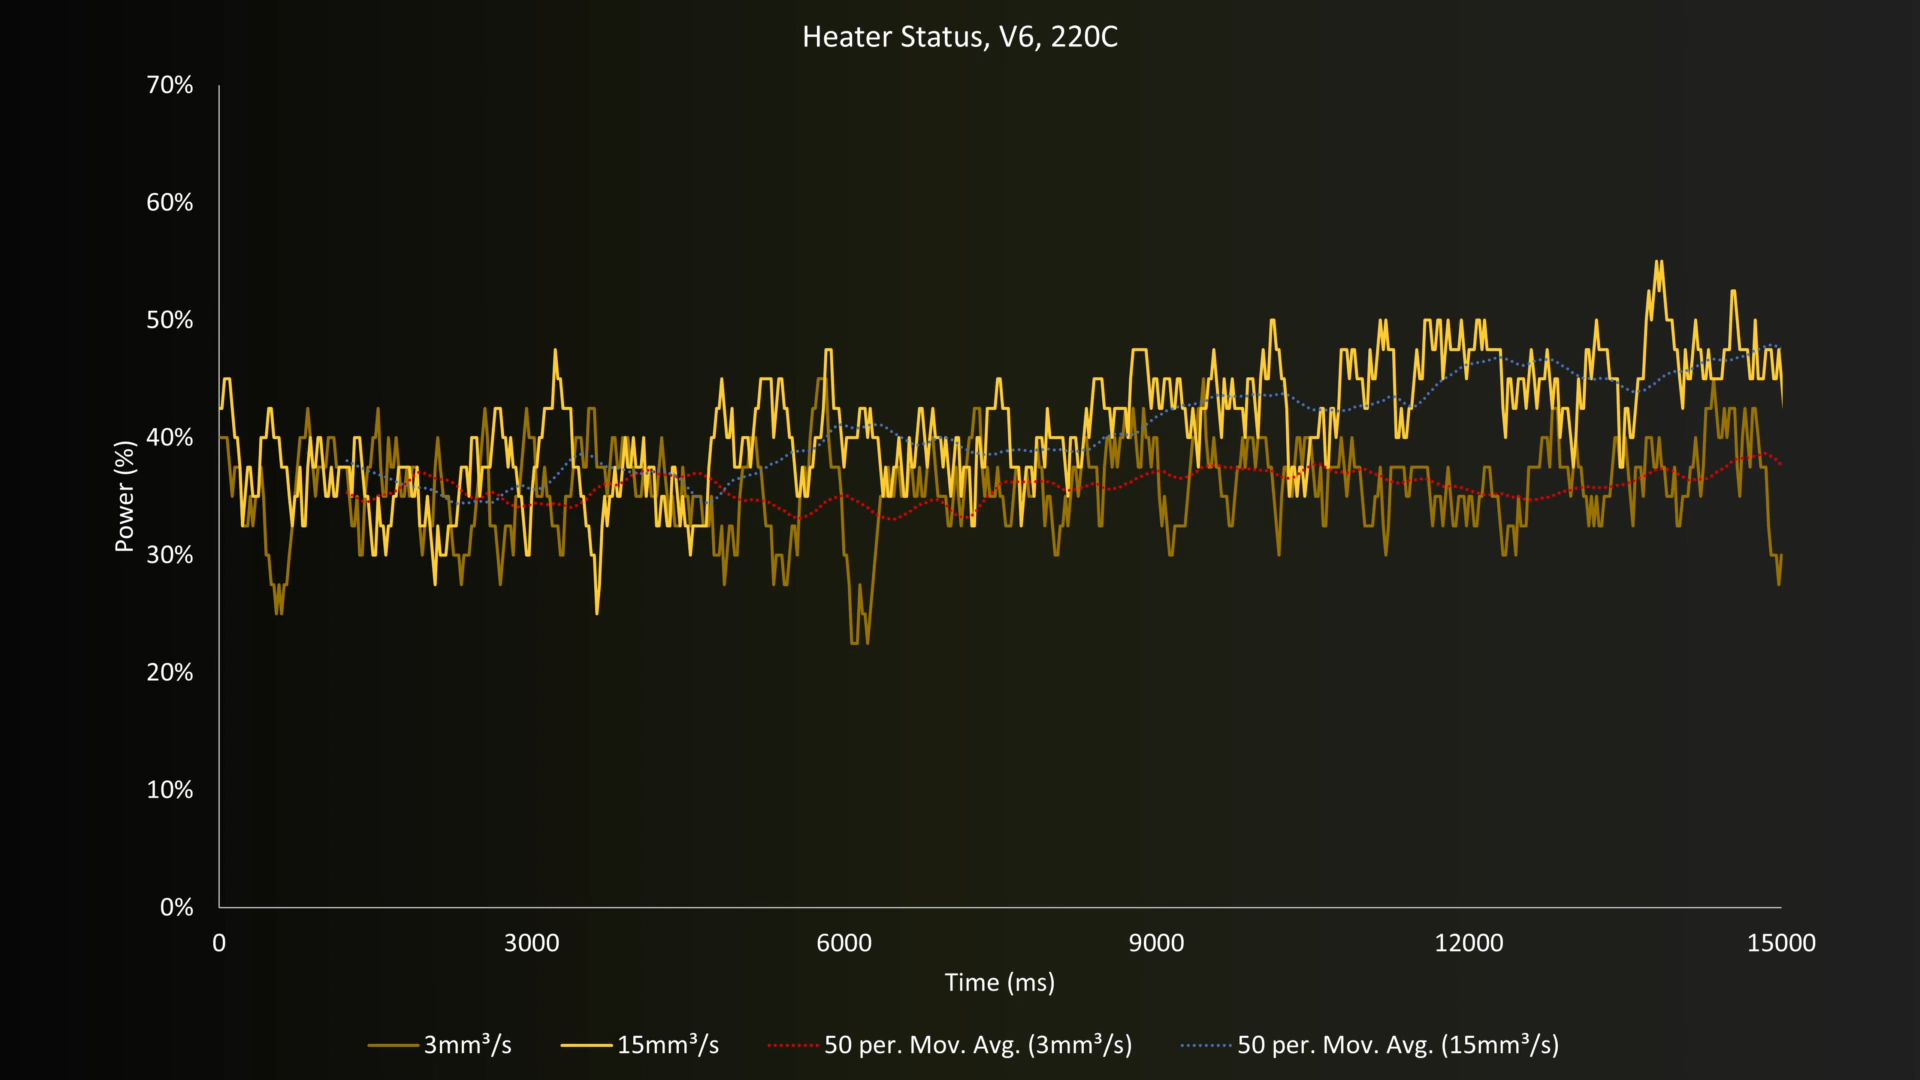 Heater Status, V6, 220C
70%
60%
50%
40%
30%
20%
10%
0%
Power (%)
0 3000 6000 9000 12000 15000
Time (ms)
3mm³/s 15mm³/s 50 per. Mov. Avg. (3mm³/s) 50 per. Mov. Avg. (15mm³/s)